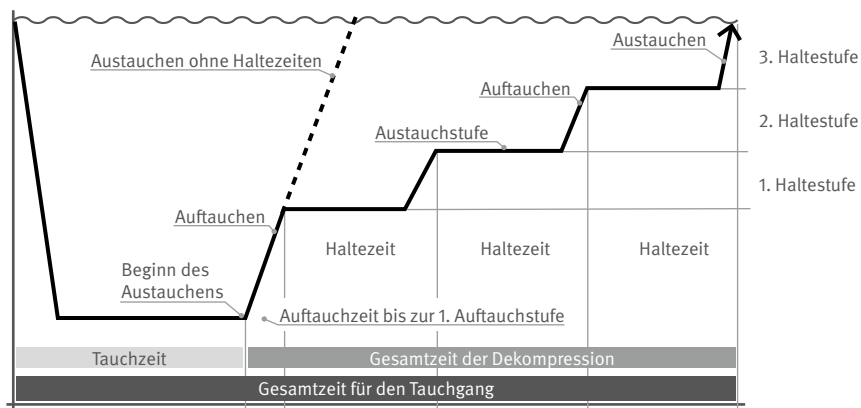 Austauchen
3. Haltestufe
Austauchen ohne Haltezeiten
Auftauchen
2. Haltestufe
Austauchstufe
1. Haltestufe
Auftauchen
Haltezeit
Haltezeit
Haltezeit
Beginn des
Austauchens
Auftauchzeit bis zur 1. Auftauchstufe
Tauchzeit
Gesamtzeit der Dekompression
Gesamtzeit für den Tauchgang